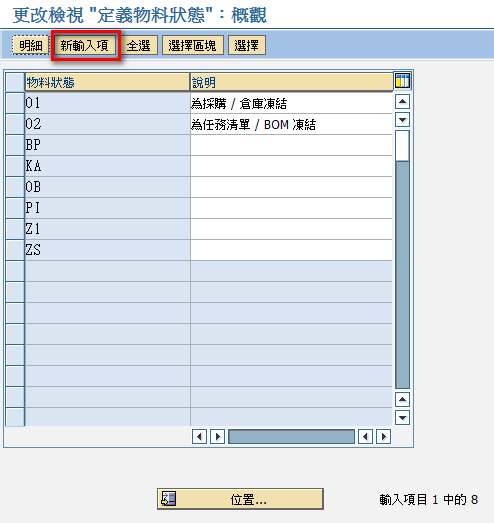 更改檢視 "定義物料狀態"：概觀
明細 新輸入項 全選 選擇區塊 選擇
物料狀態 說明
01 為採購 / 倉庫凍結
02 為任務清單 / BOM 凍結
BP
KA
OB
PI
Z1
ZS
位置... 輸入項目 1 中的 8